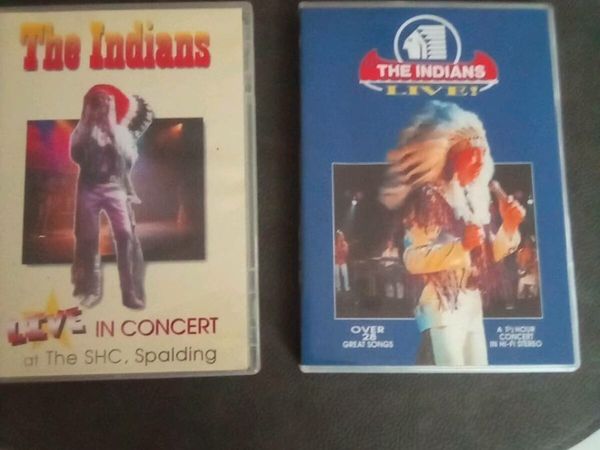 The Indians
LIVE IN CONCERT
at The SHC, Spalding
THE INDIANS
LIVE!
OVER
28
GREAT SONGS
A 1½ HOUR
CONCERT
IN HI-FI STEREO